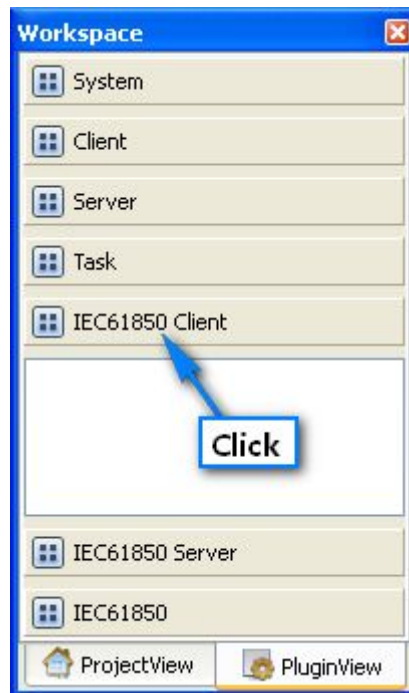 Workspace
System
Client
Server
Task
IEC61850 Client
Click
IEC61850 Server
IEC61850
ProjectView PluginView